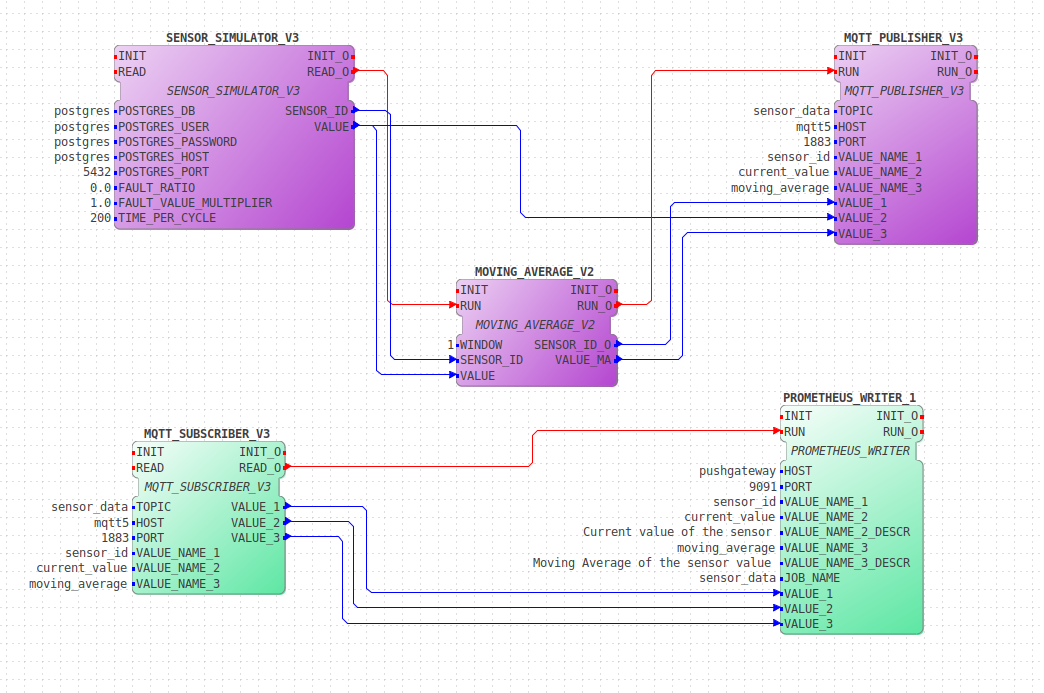 SENSOR_SIMULATOR_V3
INIT INIT_O
READ READ_O
SENSOR_SIMULATOR_V3
postgres POSTGRES_DB SENSOR_ID
postgres POSTGRES_USER VALUE
postgres POSTGRES_PASSWORD
postgres POSTGRES_HOST
5432 POSTGRES_PORT
0.0 FAULT_RATIO
1.0 FAULT_VALUE_MULTIPLIER
200 TIME_PER_CYCLE
MQTT_PUBLISHER_V3
INIT INIT_O
RUN RUN_O
MQTT_PUBLISHER_V3
sensor_data TOPIC
mqtt5 HOST
1883 PORT
sensor_id VALUE_NAME_1
current_value VALUE_NAME_2
moving_average VALUE_NAME_3
VALUE_1
VALUE_2
VALUE_3
MOVING_AVERAGE_V2
INIT INIT_O
RUN RUN_O
MOVING_AVERAGE_V2
1 WINDOW SENSOR_ID_O
SENSOR_ID VALUE_MA
VALUE
MQTT_SUBSCRIBER_V3
INIT INIT_O
READ READ_O
MQTT_SUBSCRIBER_V3
sensor_data TOPIC VALUE_1
mqtt5 HOST VALUE_2
1883 PORT VALUE_3
sensor_id VALUE_NAME_1
current_value VALUE_NAME_2
moving_average VALUE_NAME_3
PROMETHEUS_WRITER_1
INIT INIT_O
RUN RUN_O
PROMETHEUS_WRITER
pushgateway HOST
9091 PORT
sensor_id VALUE_NAME_1
current_value VALUE_NAME_2
Current value of the sensor VALUE_NAME_2_DESCR
moving_average VALUE_NAME_3
Moving Average of the sensor value VALUE_NAME_3_DESCR
sensor_data JOB_NAME
VALUE_1
VALUE_2
VALUE_3